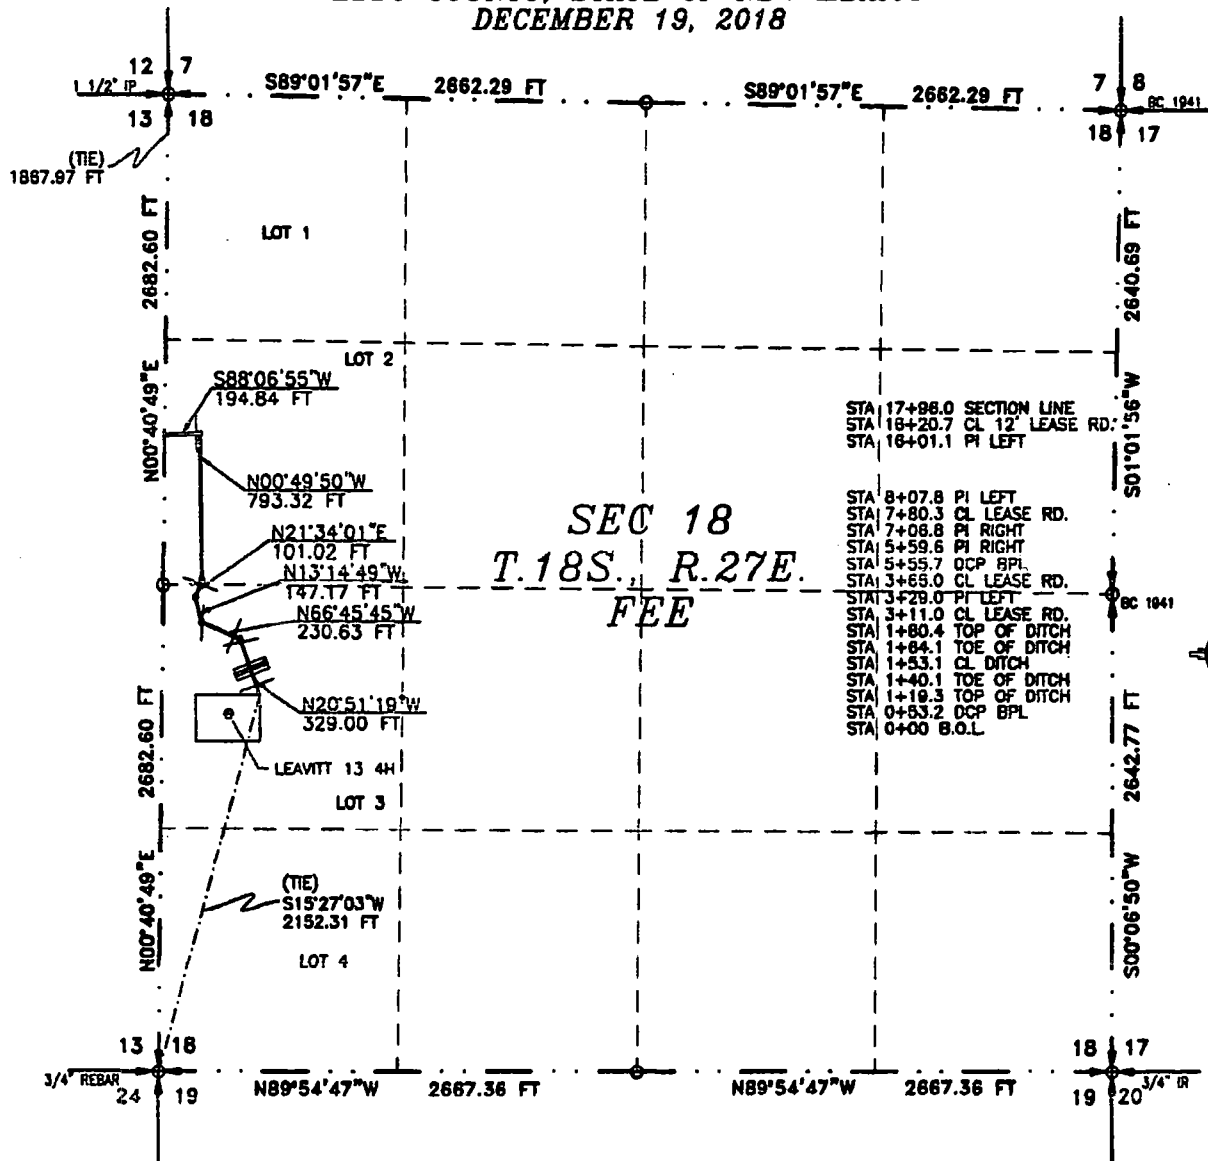 DECEMBER 19, 2018
12 7
1 1/2" IP
13 18
S89°01'57"E 2662.29 FT
S89°01'57"E 2662.29 FT
7 8
BC 1941
18 17
(TIE)
1867.97 FT
2682.60 FT
LOT 1
2640.69 FT
LOT 2
N00°40'49"E
S88°06'55"W
194.84 FT
S01°01'56"W
STA 17+96.0 SECTION LINE
STA 16+20.7 CL 12' LEASE RD.
STA 16+01.1 PI LEFT
N00°49'50"W
793.32 FT
STA 8+07.8 PI LEFT
STA 7+80.3 CL LEASE RD.
STA 7+06.8 PI RIGHT
STA 5+59.6 PI RIGHT
STA 5+55.7 DCP BPL
STA 3+65.0 CL LEASE RD.
STA 3+29.0 PI LEFT
STA 3+11.0 CL LEASE RD.
STA 1+80.4 TOP OF DITCH
STA 1+64.1 TOE OF DITCH
STA 1+53.1 CL DITCH
STA 1+40.1 TOE OF DITCH
STA 1+19.3 TOP OF DITCH
STA 0+53.2 DCP BPL
STA 0+00 B.O.L.
SEC 18
T.18S., R.27E.
FEE
N21°34'01"E
101.02 FT
N13°14'49"W
147.17 FT
N66°45'45"W
230.63 FT
BC 1941
N20°51'19"W
329.00 FT
2682.60 FT
2642.77 FT
LEAVITT 13 4H
LOT 3
N00°40'49"E
(TIE)
S15°27'03"W
2152.31 FT
S00°06'50"W
LOT 4
13 18
3/4" REBAR
24 19
N89°54'47"W 2667.36 FT
N89°54'47"W 2667.36 FT
18 17
3/4" IR
19 20